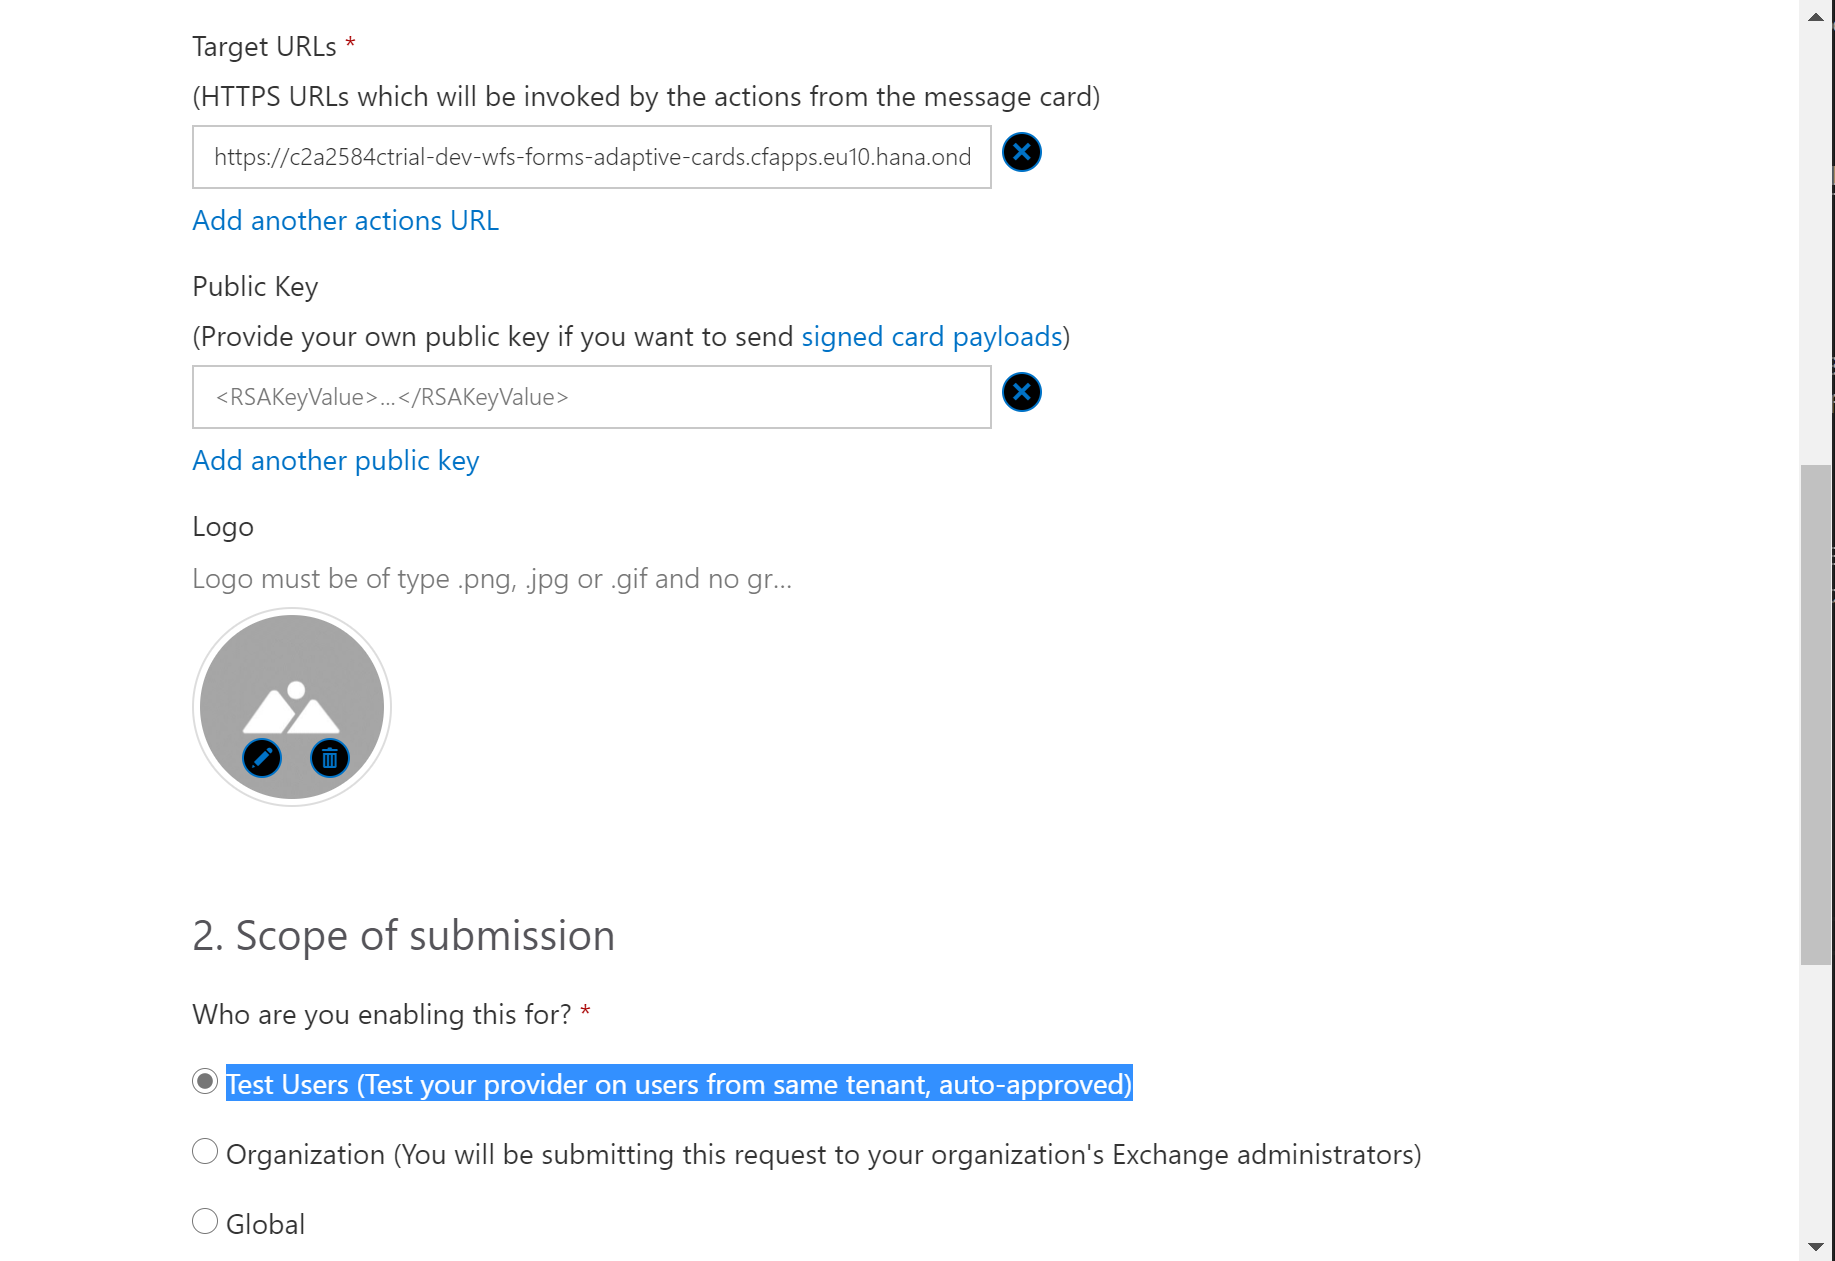 Target URLs *
(HTTPS URLs which will be invoked by the actions from the message card)
https://c2a2584ctrial-dev-wfs-forms-adaptive-cards.cfapps.eu10.hana.ond
Add another actions URL
Public Key
(Provide your own public key if you want to send signed card payloads)
<RSAKeyValue>...</RSAKeyValue>
Add another public key
Logo
Logo must be of type .png, .jpg or .gif and no gr...
2. Scope of submission
Who are you enabling this for? *
Test Users (Test your provider on users from same tenant, auto-approved)
Organization (You will be submitting this request to your organization's Exchange administrators)
Global